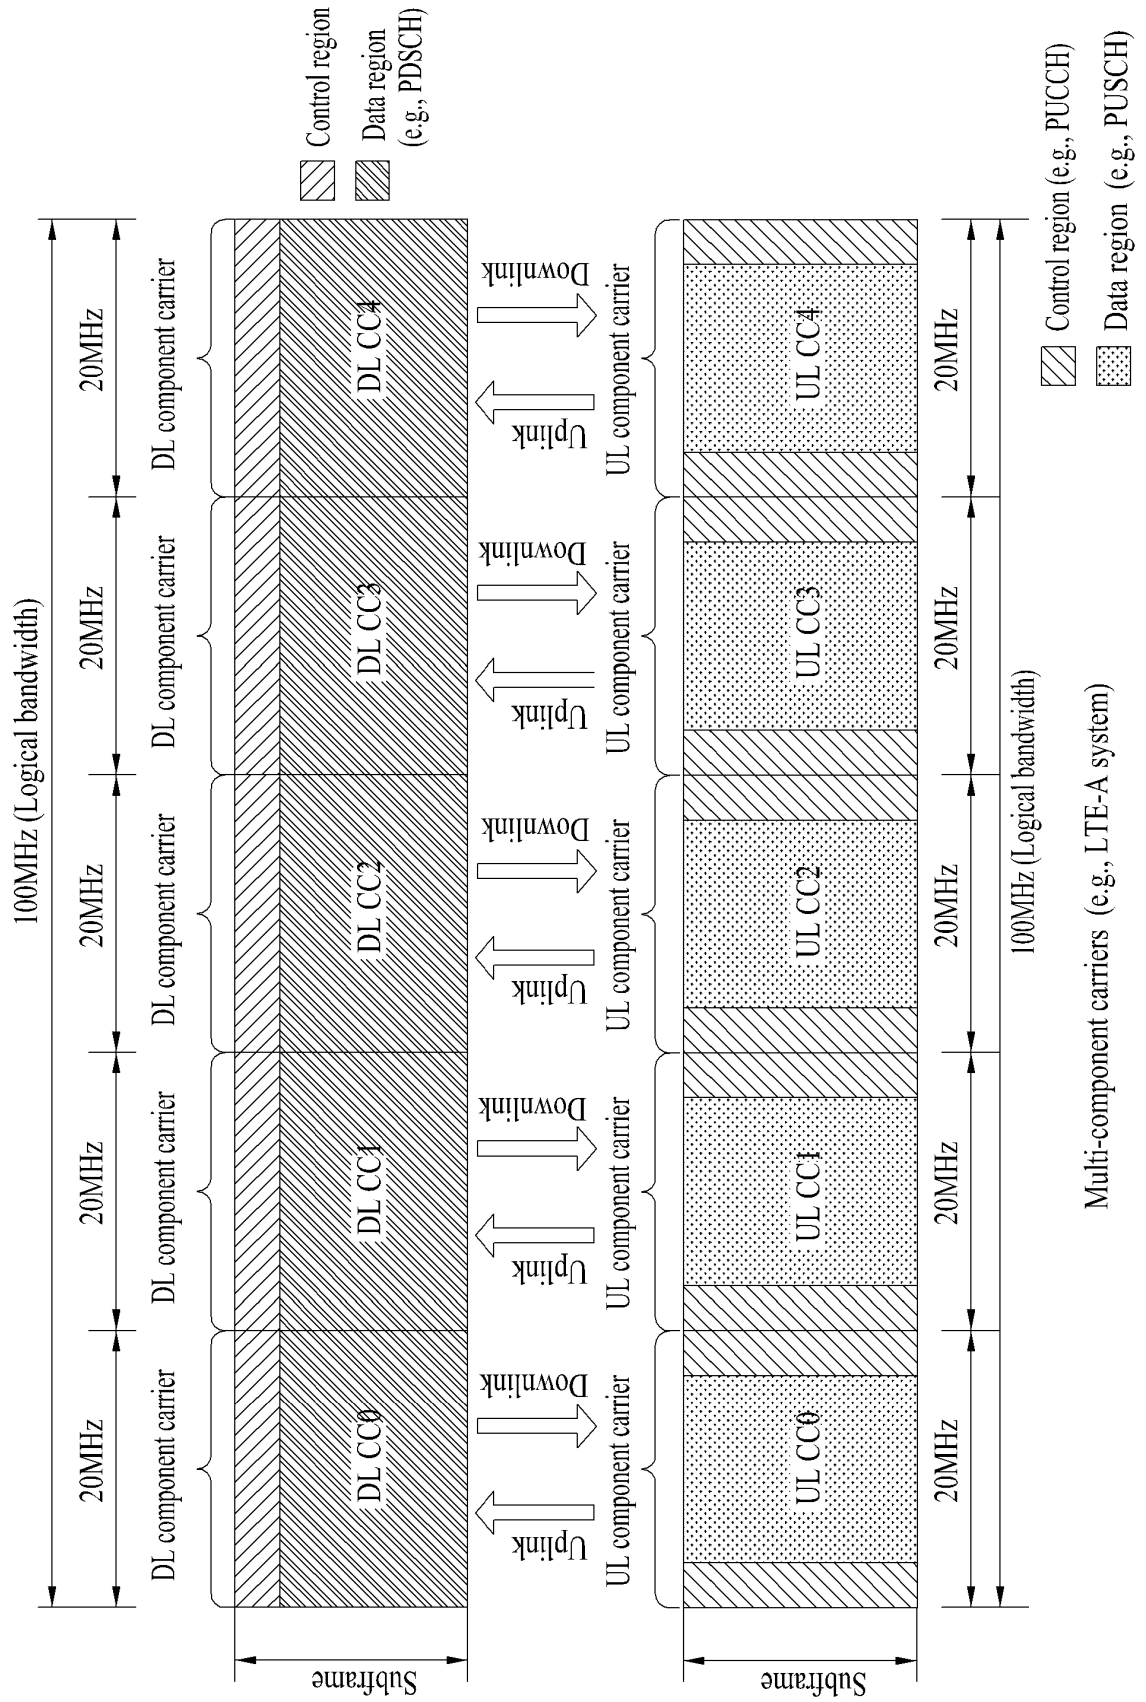 100MHz (Logical bandwidth)
20MHz
20MHz
20MHz
20MHz
20MHz
DL component carrier
DL component carrier
DL component carrier
DL component carrier
DL component carrier
Control region
Data region
(e.g., PDSCH)
Subframe
DL CC0
DL CC1
DL CC2
DL CC3
DL CC4
Uplink
Downlink
Uplink
Downlink
Uplink
Downlink
Uplink
Downlink
Uplink
Downlink
UL component carrier
UL component carrier
UL component carrier
UL component carrier
UL component carrier
Subframe
UL CC0
UL CC1
UL CC2
UL CC3
UL CC4
20MHz
20MHz
20MHz
20MHz
20MHz
100MHz (Logical bandwidth)
Control region (e.g., PUCCH)
Data region (e.g., PUSCH)
Multi-component carriers (e.g., LTE-A system)